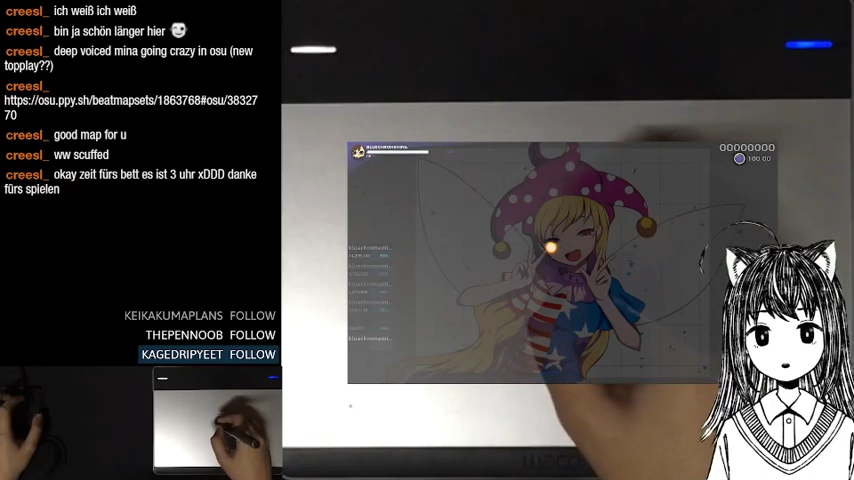 creesl_ ich weiß ich weiß
creesl_ bin ja schön länger hier
creesl_ deep voiced mina going crazy in osu (new
topplay??)
creesl_
https://osu.ppy.sh/beatmapsets/1863768#osu/38327
70
creesl_ good map for u
creesl_ ww scuffed
creesl_ okay zeit fürs bett es ist 3 uhr xDDD danke
fürs spielen
KEIKAKUMAPLANS FOLLOW
THEPENNOOB FOLLOW
KAGEDRIPYEET FOLLOW
00000000
100.00